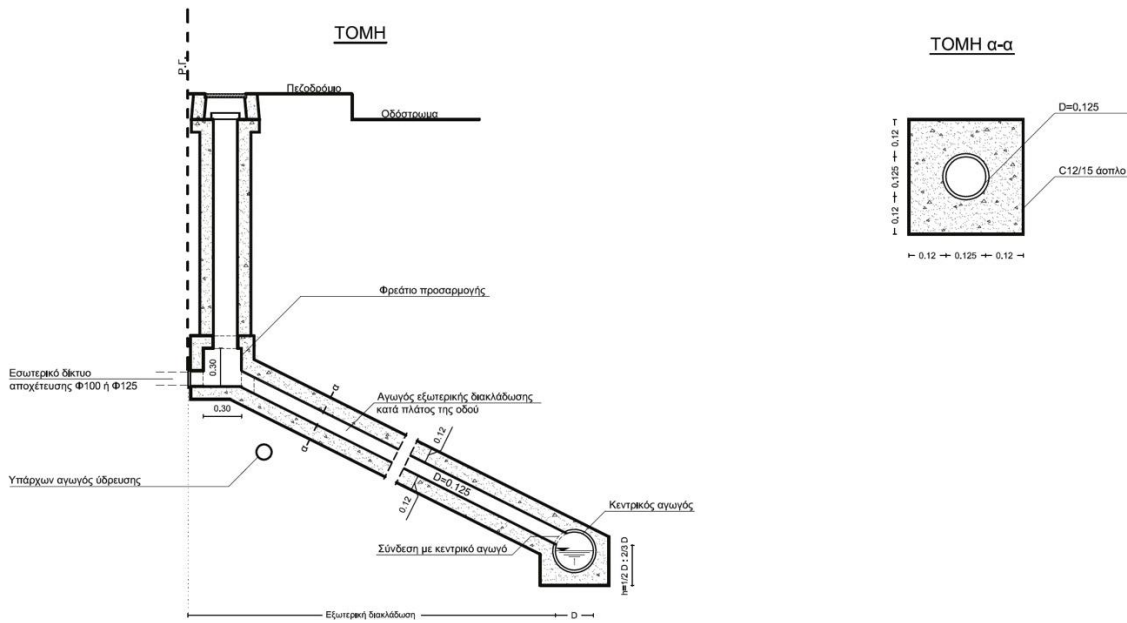 ΤΟΜΗ
Ρ.Γ.
Πεζοδρόμιο
Οδόστρωμα
Φρεάτιο προσαρμογής
0.30
0.30
Εσωτερικό δίκτυο
αποχέτευσης Φ100 ή Φ125
α
Αγωγός εξωτερικής διακλάδωσης
κατά πλάτος της οδού
α
0.12
D=0.125
0.12
Υπάρχων αγωγός ύδρευσης
Κεντρικός αγωγός
Σύνδεση με κεντρικό αγωγό
h=1/2 D : 2/3 D
Εξωτερική διακλάδωση
D
ΤΟΜΗ α-α
D=0.125
C12/15 άοπλο
0.12
0.125
0.12
0.12
0.125
0.12